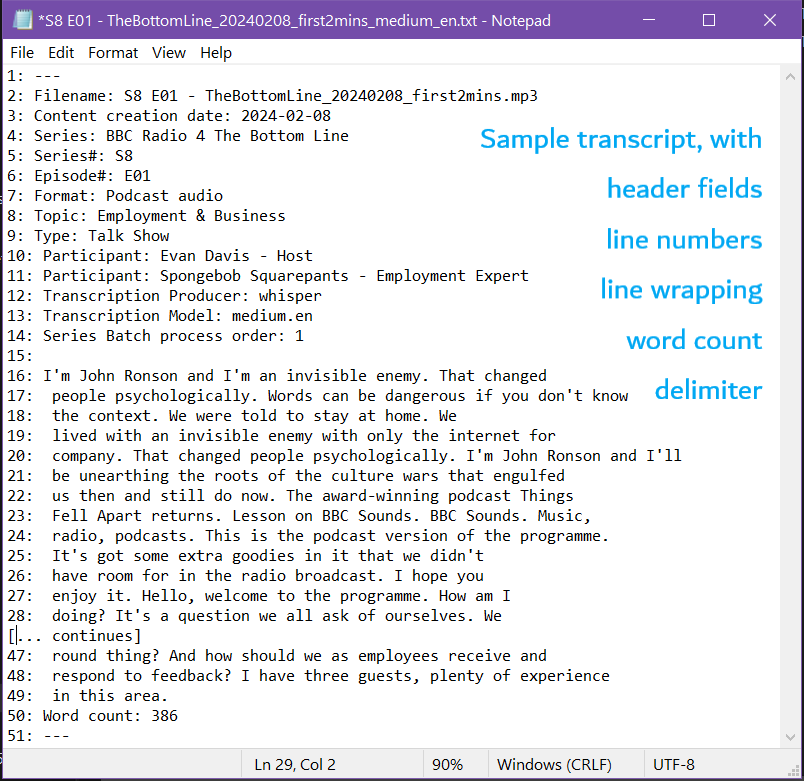 *S8 E01 - TheBottomLine_20240208_first2mins_medium_en.txt - Notepad
File Edit Format View Help
1: ---
2: Filename: S8 E01 - TheBottomLine_20240208_first2mins.mp3
3: Content creation date: 2024-02-08
4: Series: BBC Radio 4 The Bottom Line
5: Series#: S8
6: Episode#: E01
7: Format: Podcast audio
8: Topic: Employment & Business
9: Type: Talk Show
10: Participant: Evan Davis - Host
11: Participant: Spongebob Squarepants - Employment Expert
12: Transcription Producer: whisper
13: Transcription Model: medium.en
14: Series Batch process order: 1
15:
16: I'm John Ronson and I'm an invisible enemy. That changed
17:  people psychologically. Words can be dangerous if you don't know
18:  the context. We were told to stay at home. We
19:  lived with an invisible enemy with only the internet for
20:  company. That changed people psychologically. I'm John Ronson and I'll
21:  be unearthing the roots of the culture wars that engulfed
22:  us then and still do now. The award-winning podcast Things
23:  Fell Apart returns. Lesson on BBC Sounds. BBC Sounds. Music,
24:  radio, podcasts. This is the podcast version of the programme.
25:  It's got some extra goodies in it that we didn't
26:  have room for in the radio broadcast. I hope you
27:  enjoy it. Hello, welcome to the programme. How am I
28:  doing? It's a question we all ask of ourselves. We
[... continues]
47:  round thing? And how should we as employees receive and
48:  respond to feedback? I have three guests, plenty of experience
49:  in this area.
50: Word count: 386
51: ---
Sample transcript, with
header fields
line numbers
line wrapping
word count
delimiter
Ln 29, Col 2 90% Windows (CRLF) UTF-8